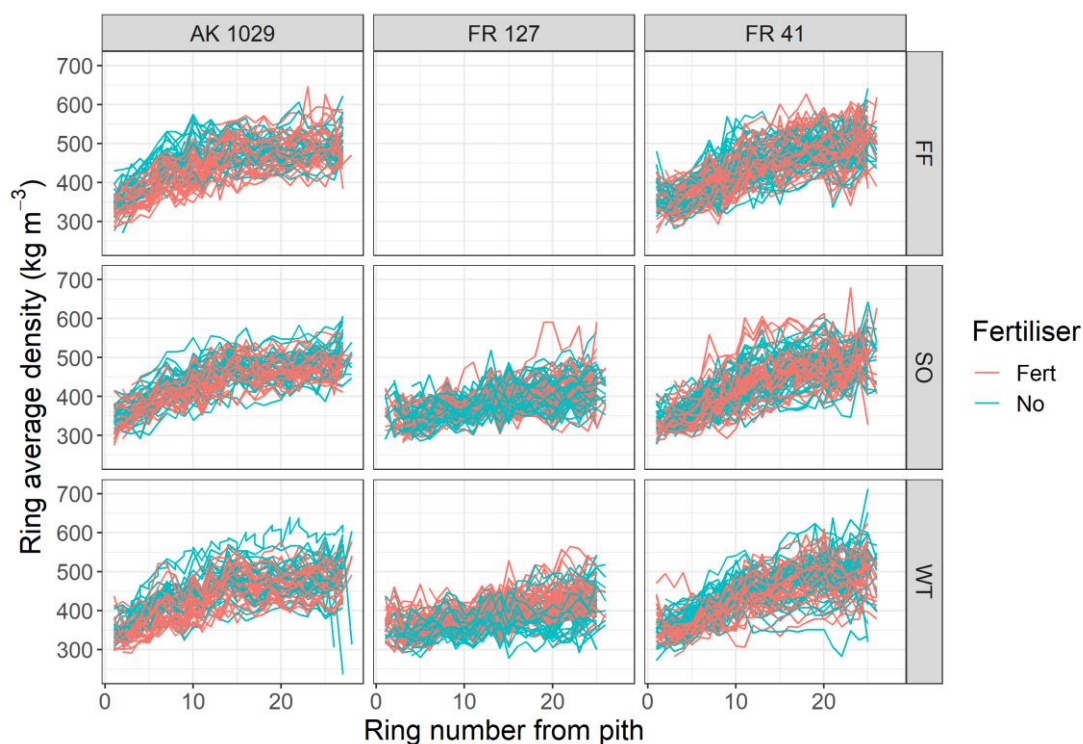 AK 1029 FR 127 FR 41
Ring average density (kg m⁻³)
700
600
500
400
300
FF
700
600
500
400
300
SO
700
600
500
400
300
WT
0 10 20 0 10 20 0 10 20
Ring number from pith
Fertiliser
Fert
No